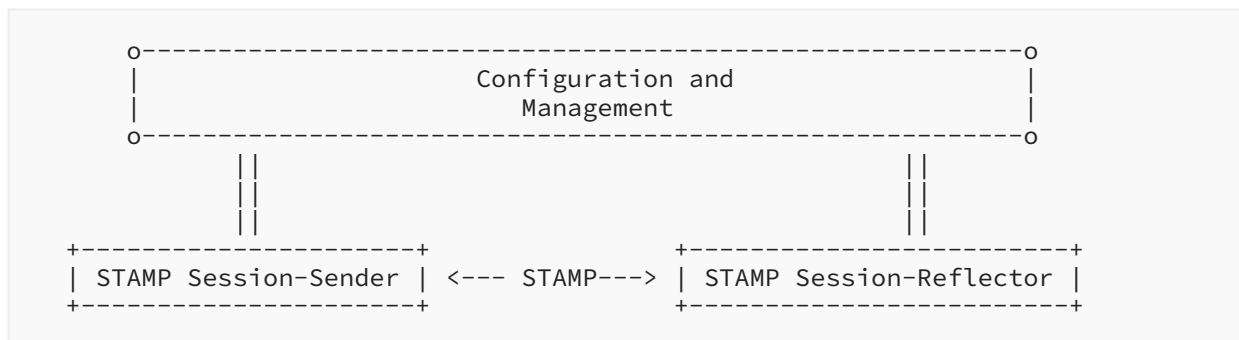 Configuration and
Management
STAMP Session-Sender <--- STAMP---> STAMP Session-Reflector